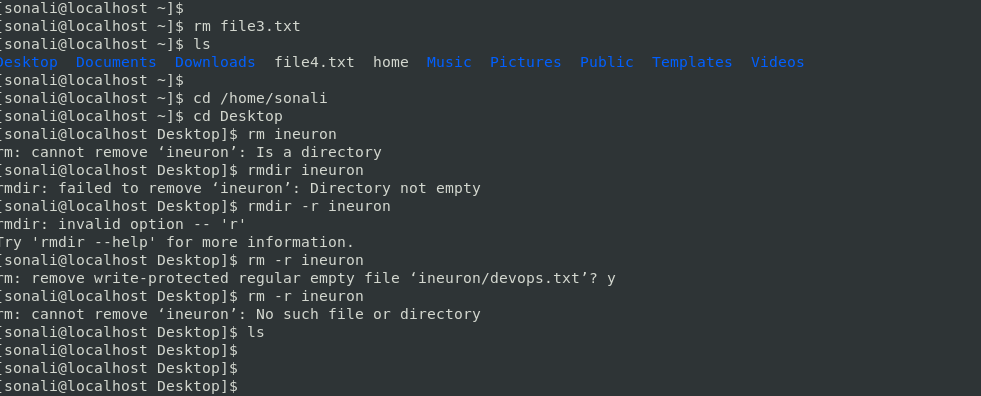 [sonali@localhost ~]$
[sonali@localhost ~]$ rm file3.txt
[sonali@localhost ~]$ ls
Desktop  Documents  Downloads  file4.txt  home  Music  Pictures  Public  Templates  Videos
[sonali@localhost ~]$
[sonali@localhost ~]$ cd /home/sonali
[sonali@localhost ~]$ cd Desktop
[sonali@localhost Desktop]$ rm ineuron
rm: cannot remove ‘ineuron’: Is a directory
[sonali@localhost Desktop]$ rmdir ineuron
rmdir: failed to remove ‘ineuron’: Directory not empty
[sonali@localhost Desktop]$ rmdir -r ineuron
rmdir: invalid option -- 'r'
Try 'rmdir --help' for more information.
[sonali@localhost Desktop]$ rm -r ineuron
rm: remove write-protected regular empty file ‘ineuron/devops.txt’? y
[sonali@localhost Desktop]$ rm -r ineuron
rm: cannot remove ‘ineuron’: No such file or directory
[sonali@localhost Desktop]$ ls
[sonali@localhost Desktop]$
[sonali@localhost Desktop]$
[sonali@localhost Desktop]$